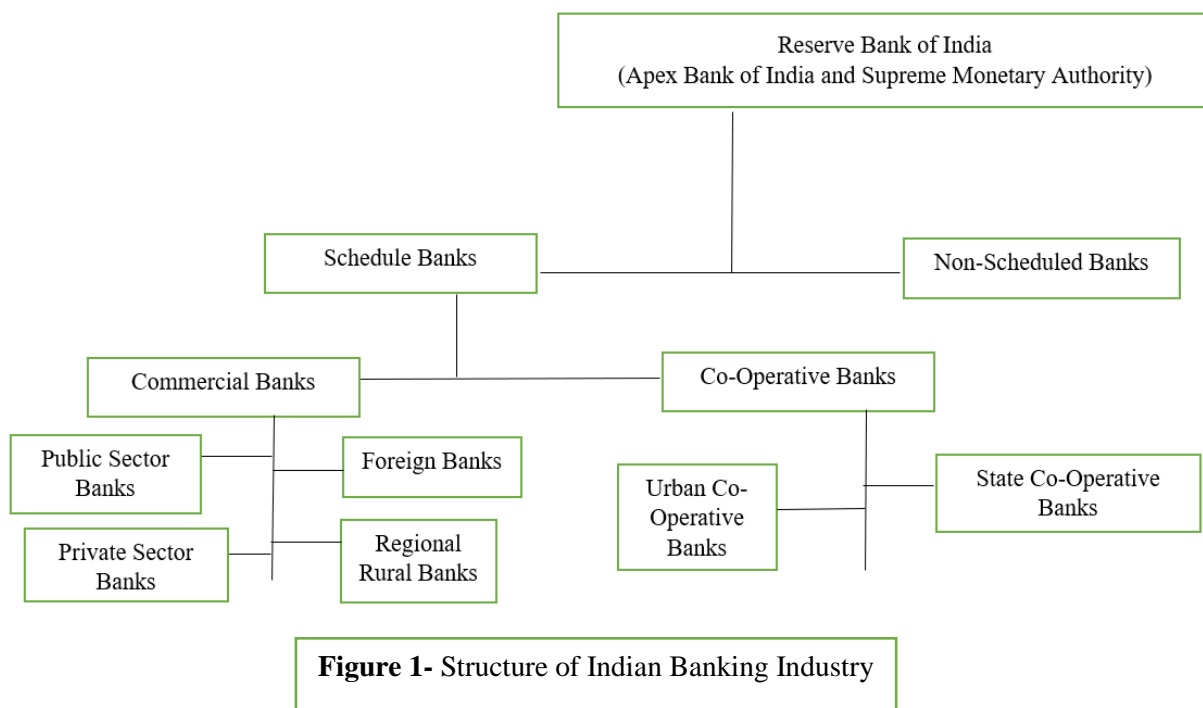 Reserve Bank of India
(Apex Bank of India and Supreme Monetary Authority)
Schedule Banks
Non-Scheduled Banks
Commercial Banks
Co-Operative Banks
Public Sector
Banks
Foreign Banks
Urban Co-
Operative
Banks
State Co-Operative
Banks
Private Sector
Banks
Regional
Rural Banks
Figure 1- Structure of Indian Banking Industry